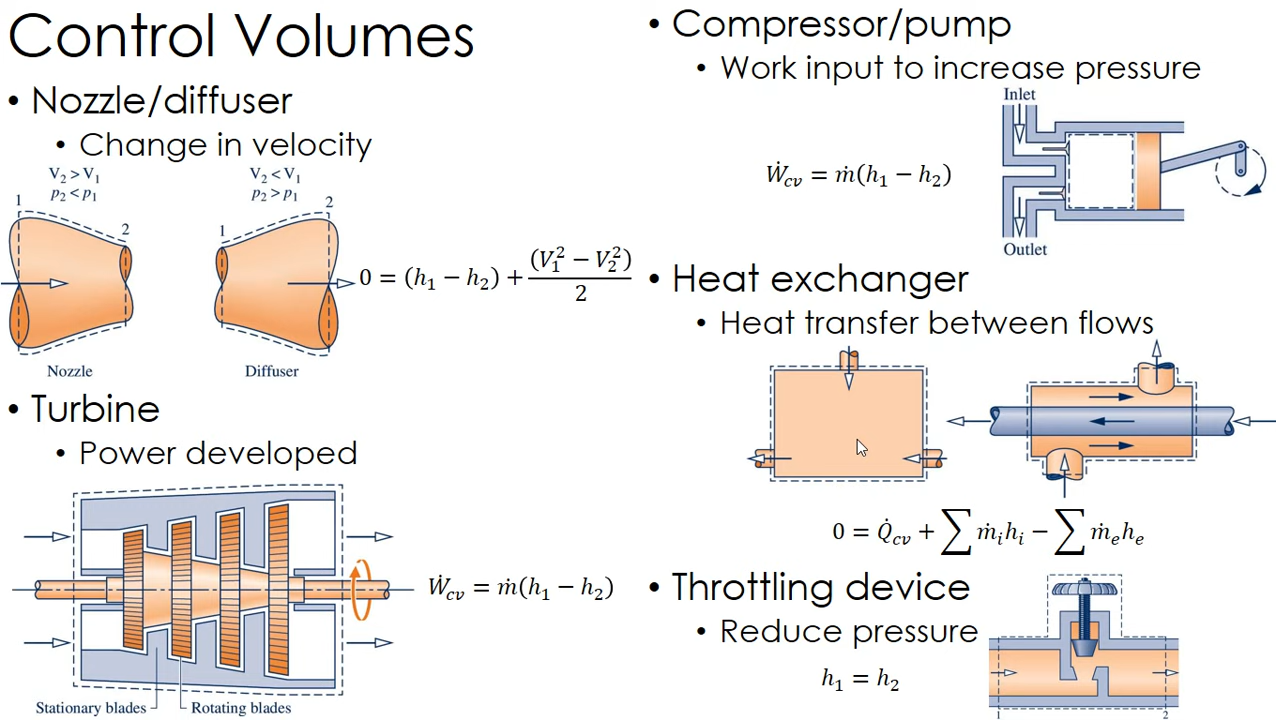 Control Volumes
• Nozzle/diffuser
• Change in velocity
V₂ > V₁
p₂ < p₁
V₂ < V₁
p₂ > p₁
1
2
1
2
0 = (h₁ − h₂) + (V₁² − V₂²)/2
Nozzle
Diffuser
• Turbine
• Power developed
Ẇcv = ṁ(h₁ − h₂)
Stationary blades
Rotating blades
• Compressor/pump
• Work input to increase pressure
Inlet
Ẇcv = ṁ(h₁ − h₂)
Outlet
• Heat exchanger
• Heat transfer between flows
0 = Q̇cv + ∑ ṁᵢhᵢ − ∑ ṁₑhₑ
• Throttling device
• Reduce pressure
h₁ = h₂
1
2